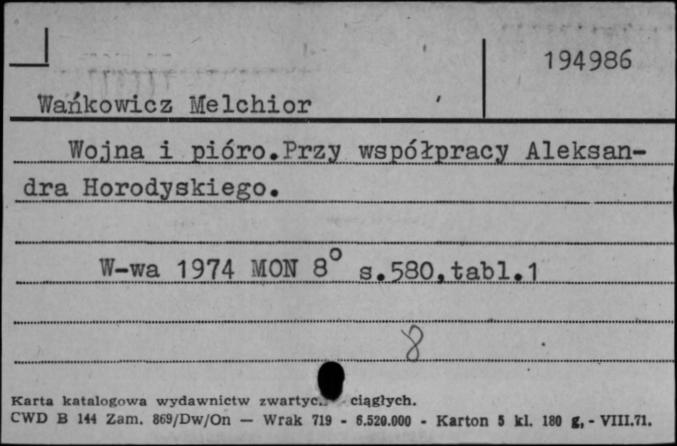 194986
Wańkowicz Melchior
Wojna i pióro.Przy współpracy Aleksan-
dra Horodyskiego.
W-wa 1974 MON 8° s.580,tabl.1
8
Karta katalogowa wydawnictw ciągłych.
CWD B 144 Zam. 869/Dw/On — Wrak 719 - 6.520.000 - Karton 5 kl. 180 g, - VIII.71.